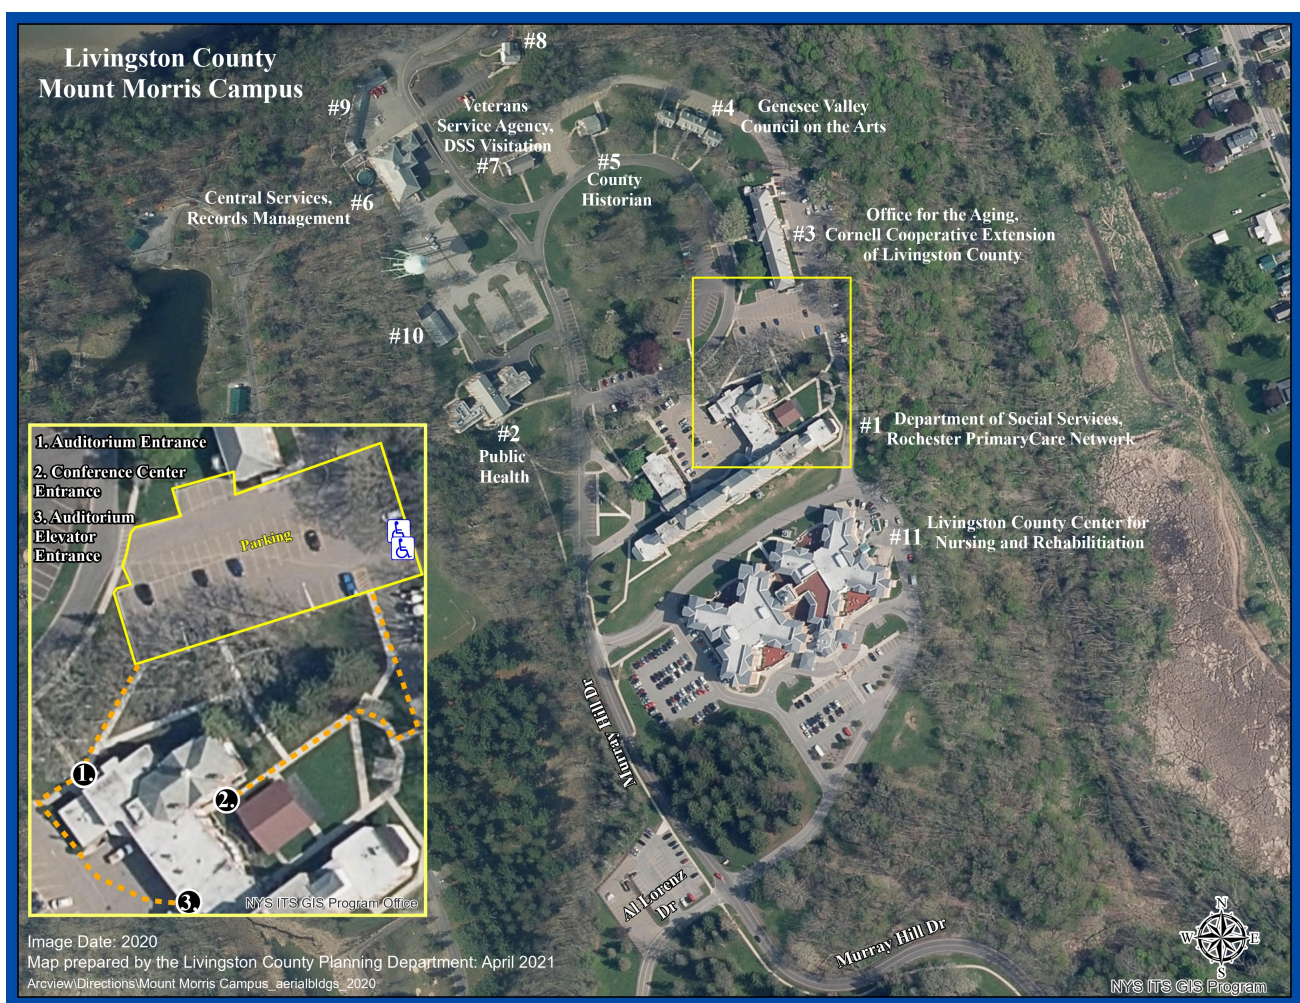 Livingston County
Mount Morris Campus
#8
#9
Veterans
Service Agency,
DSS Visitation
#7
#4
Genesee Valley
Council on the Arts
#5
County
Historian
Central Services,
Records Management
#6
#3
Office for the Aging,
Cornell Cooperative Extension
of Livingston County
#10
#2
Public
Health
#1
Department of Social Services,
Rochester PrimaryCare Network
#11
Livingston County Center for
Nursing and Rehabilitiation
1. Auditorium Entrance
2. Conference Center
Entrance
3. Auditorium
Elevator
Entrance
Parking
1.
2.
3.
NYS ITS GIS Program Office
Murray Hill Dr
Al Lorenz
Dr
Murray Hill Dr
N
W
E
S
NYS ITS GIS Program
Image Date: 2020
Map prepared by the Livingston County Planning Department: April 2021
Arcview\Directions\Mount Morris Campus_aerialbldgs_2020